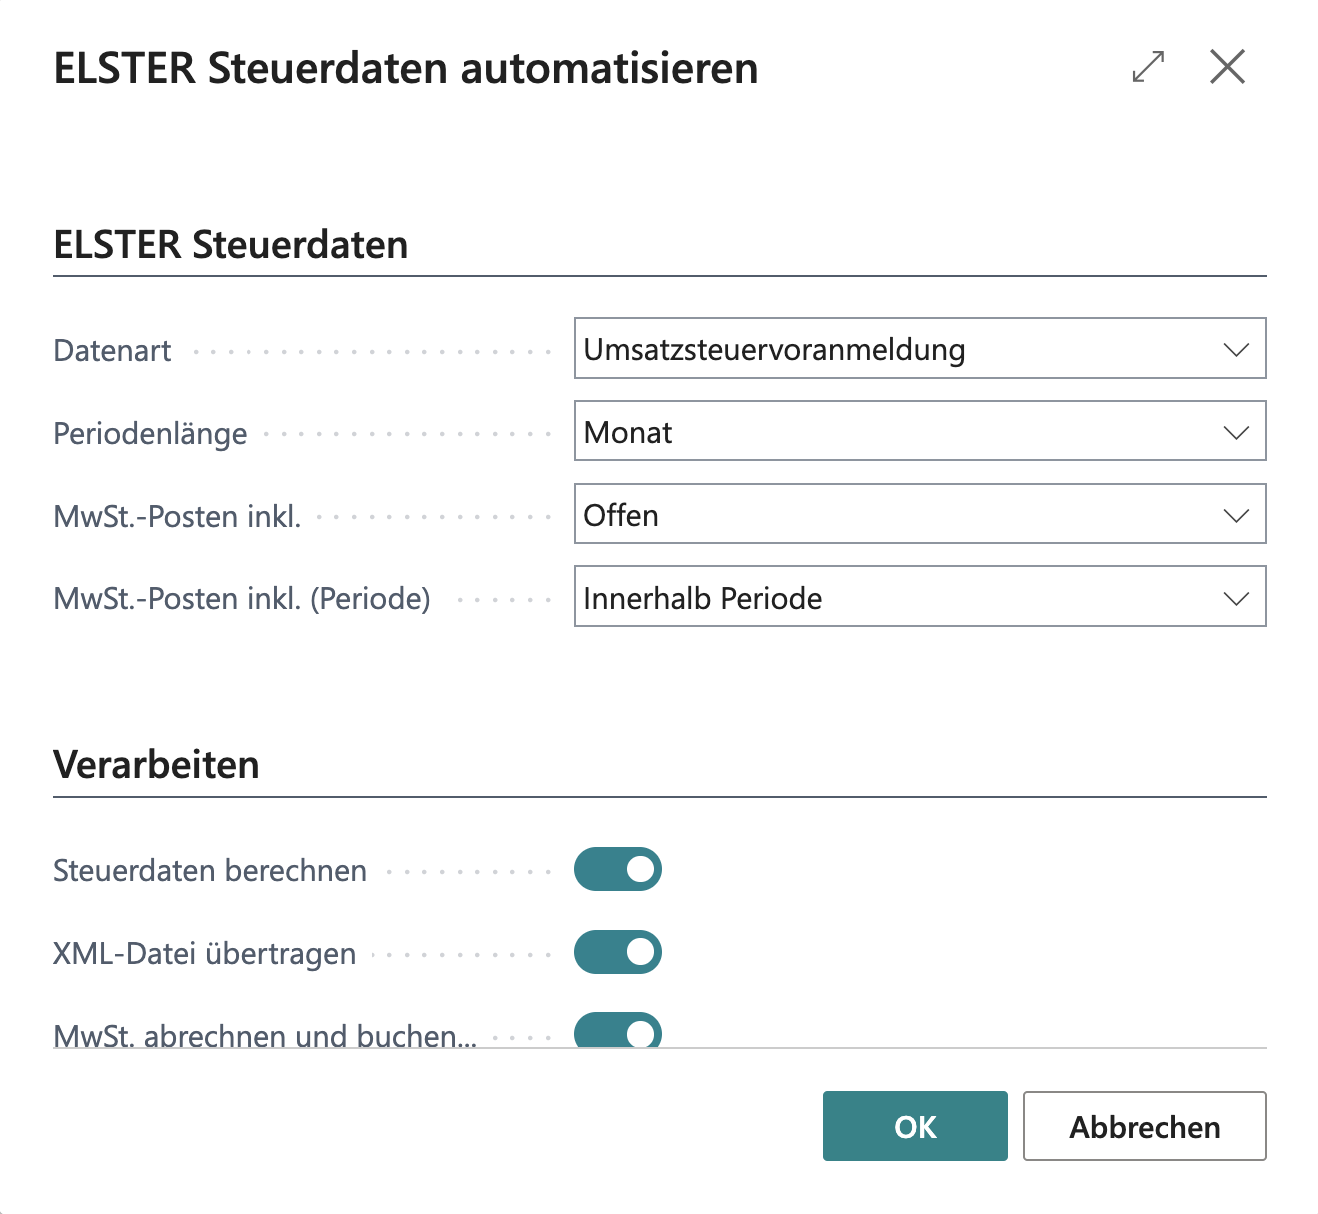 ELSTER Steuerdaten automatisieren
ELSTER Steuerdaten
Datenart Umsatzsteuervoranmeldung
Periodenlänge Monat
MwSt.-Posten inkl. Offen
MwSt.-Posten inkl. (Periode) Innerhalb Periode
Verarbeiten
Steuerdaten berechnen
XML-Datei übertragen
MwSt. abrechnen und buchen...
OK Abbrechen